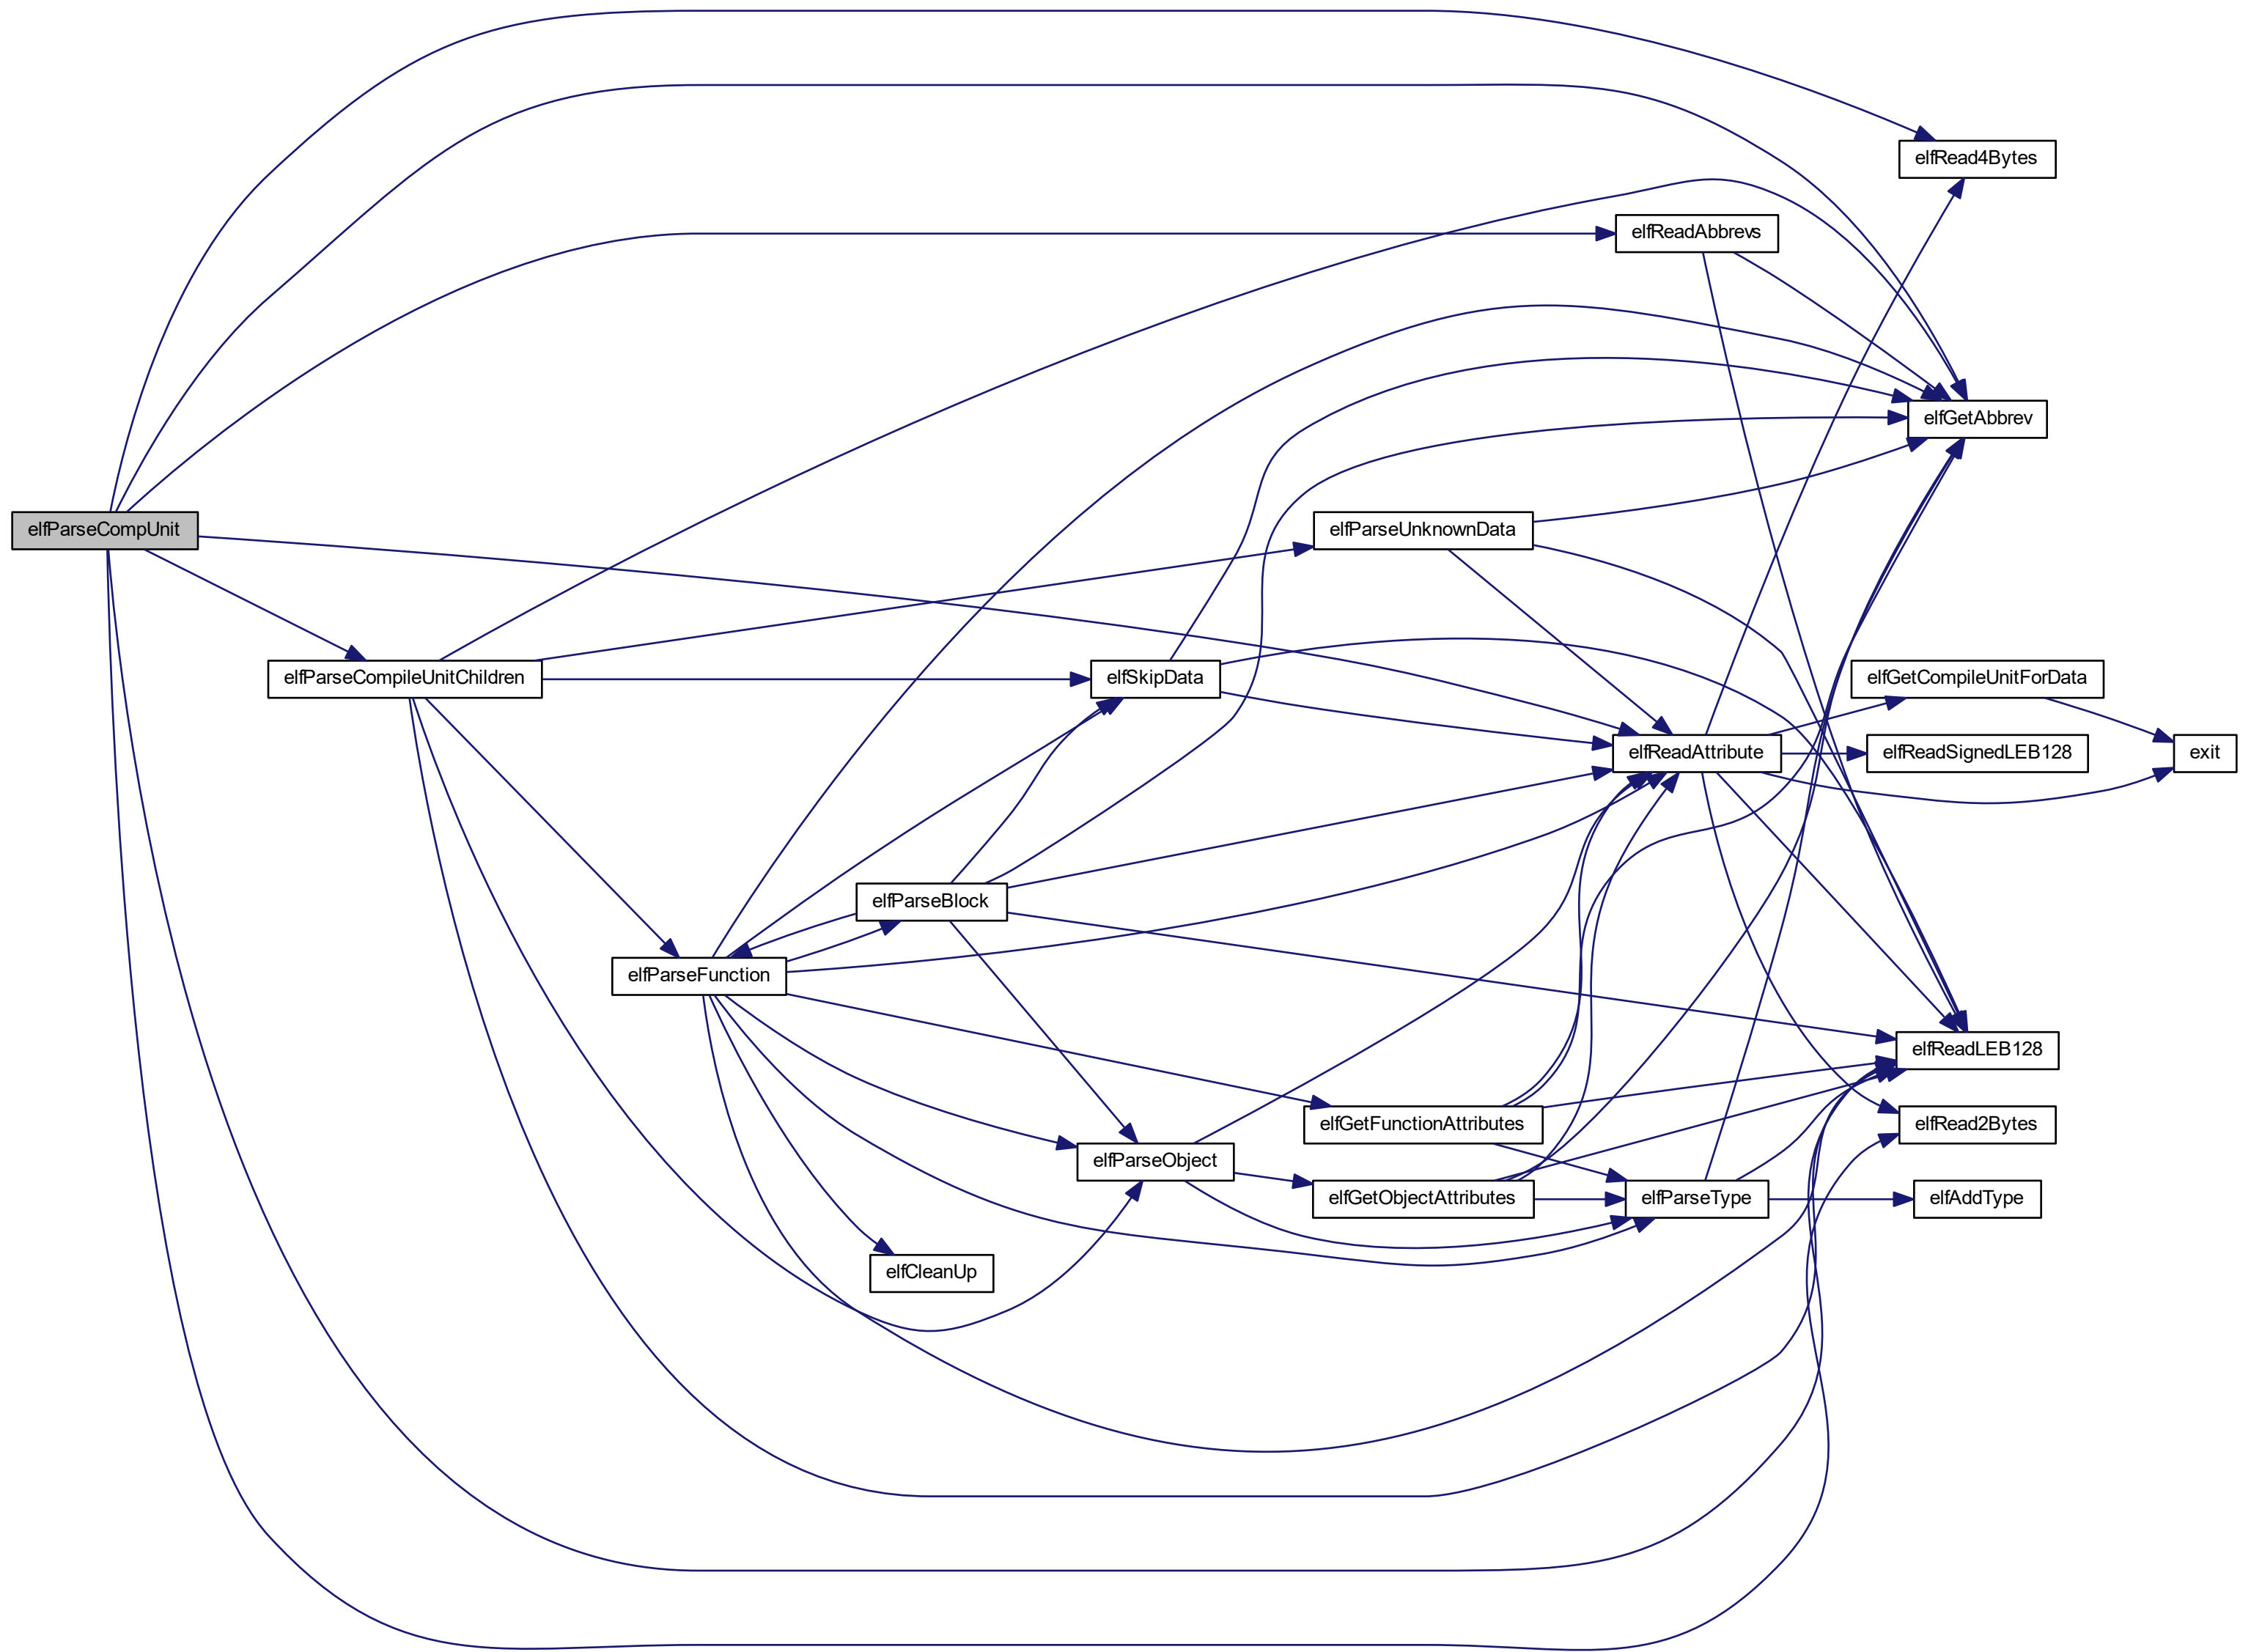 elfRead4Bytes
elfReadAbbrevs
elfGetAbbrev
elfParseCompUnit
elfParseUnknownData
elfParseCompileUnitChildren
elfSkipData
elfGetCompileUnitForData
elfReadAttribute
elfReadSignedLEB128
exit
elfParseBlock
elfParseFunction
elfReadLEB128
elfGetFunctionAttributes
elfRead2Bytes
elfParseObject
elfGetObjectAttributes
elfParseType
elfAddType
elfCleanUp